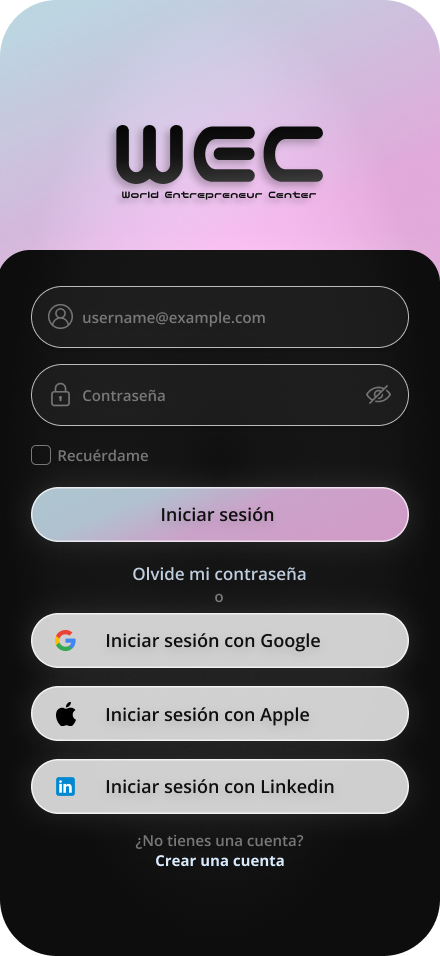 WEC
World Entrepreneur Center
username@example.com
Contraseña
Recuérdame
Iniciar sesión
Olvide mi contraseña
o
Iniciar sesión con Google
Iniciar sesión con Apple
in
Iniciar sesión con Linkedin
¿No tienes una cuenta?
Crear una cuenta